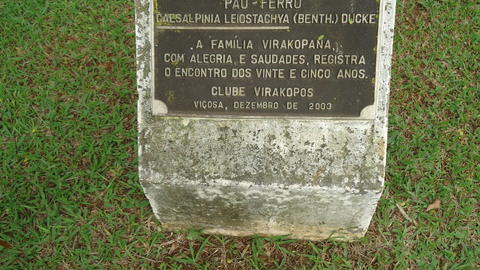 PAU-FERRO
CAESALPINIA LEIOSTACHYA (BENTH.) DUCKE
A FAMÍLIA VIRAKOPANA,
COM ALEGRIA E SAUDADES, REGISTRA
O ENCONTRO DOS VINTE E CINCO ANOS.
CLUBE VIRAKOPOS
VIÇOSA, DEZEMBRO DE 2003